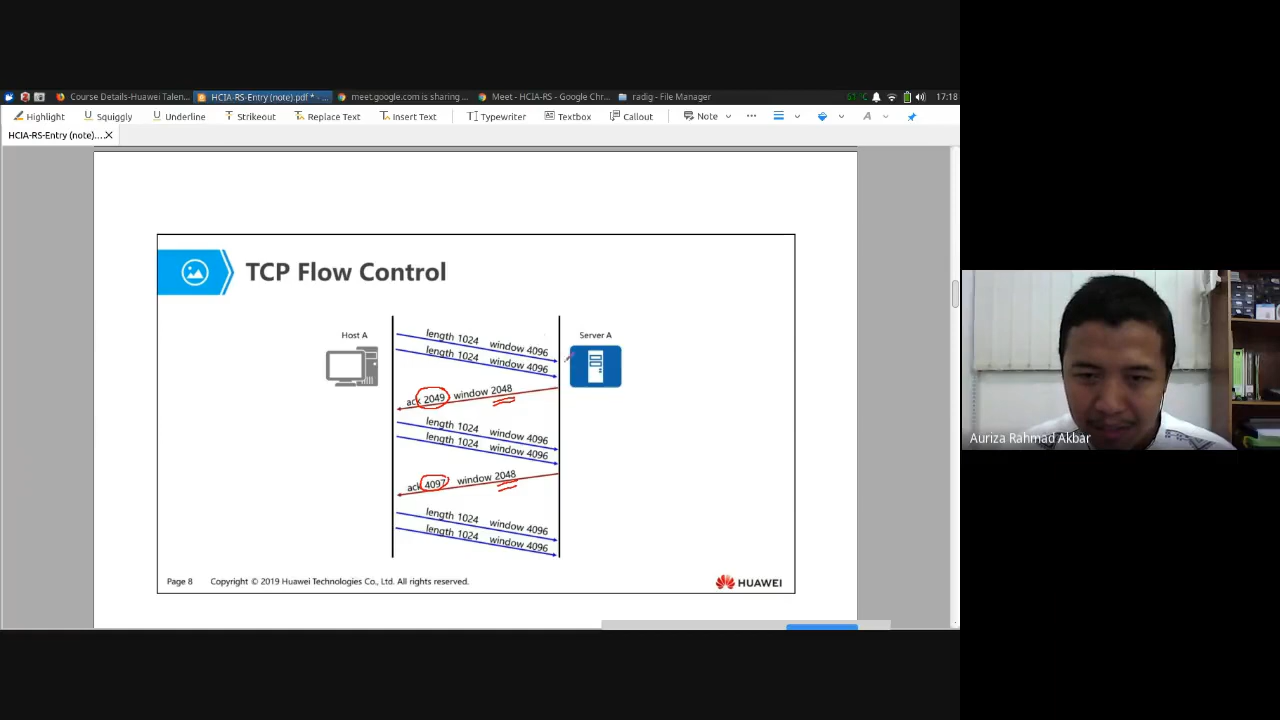 Course Details-Huawei Talen...
HCIA-RS-Entry (note).pdf * - ...
meet.google.com is sharing ...
Meet - HCIA-RS - Google Chr...
radig - File Manager
61°C
17:18
Highlight
Squiggly
Underline
Strikeout
Replace Text
Insert Text
Typewriter
Textbox
Callout
Note
HCIA-RS-Entry (note)....
TCP Flow Control
Host A
Server A
length 1024 window 4096
length 1024 window 4096
ack 2049 window 2048
length 1024 window 4096
length 1024 window 4096
ack 4097 window 2048
length 1024 window 4096
length 1024 window 4096
Page 8 Copyright © 2019 Huawei Technologies Co., Ltd. All rights reserved.
HUAWEI
Auriza Rahmad Akbar